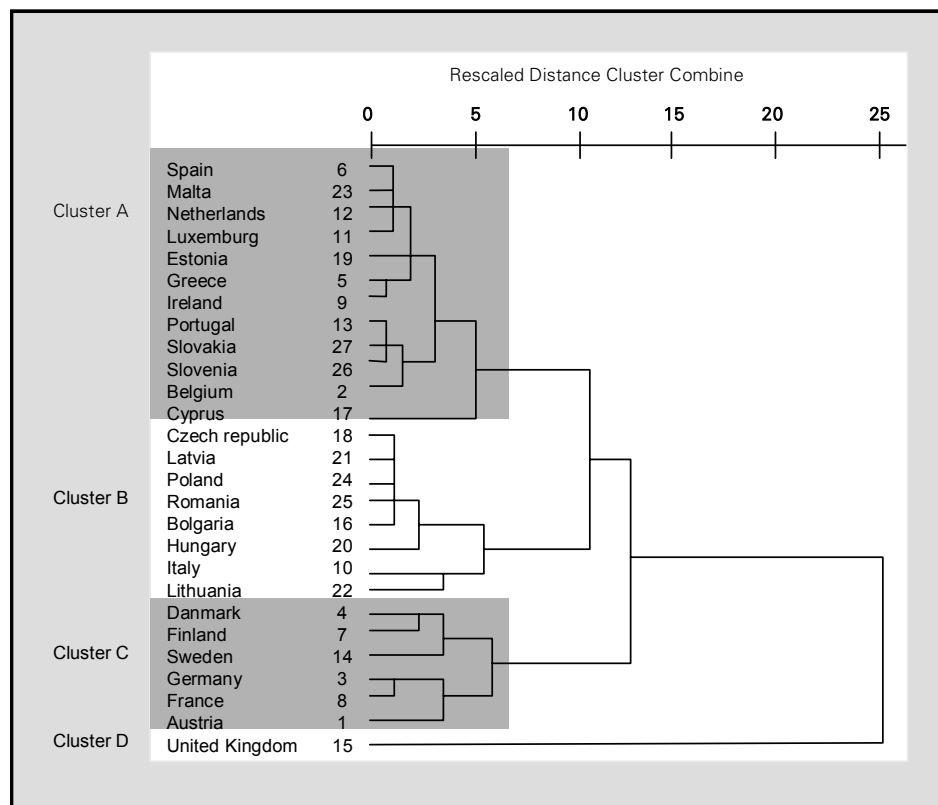 Rescaled Distance Cluster Combine
0 5 10 15 20 25
Spain 6
Malta 23
Cluster A
Netherlands 12
Luxemburg 11
Estonia 19
Greece 5
Ireland 9
Portugal 13
Slovakia 27
Slovenia 26
Belgium 2
Cyprus 17
Czech republic 18
Latvia 21
Poland 24
Cluster B
Romania 25
Bolgaria 16
Hungary 20
Italy 10
Lithuania 22
Danmark 4
Finland 7
Cluster C
Sweden 14
Germany 3
France 8
Austria 1
Cluster D
United Kingdom 15